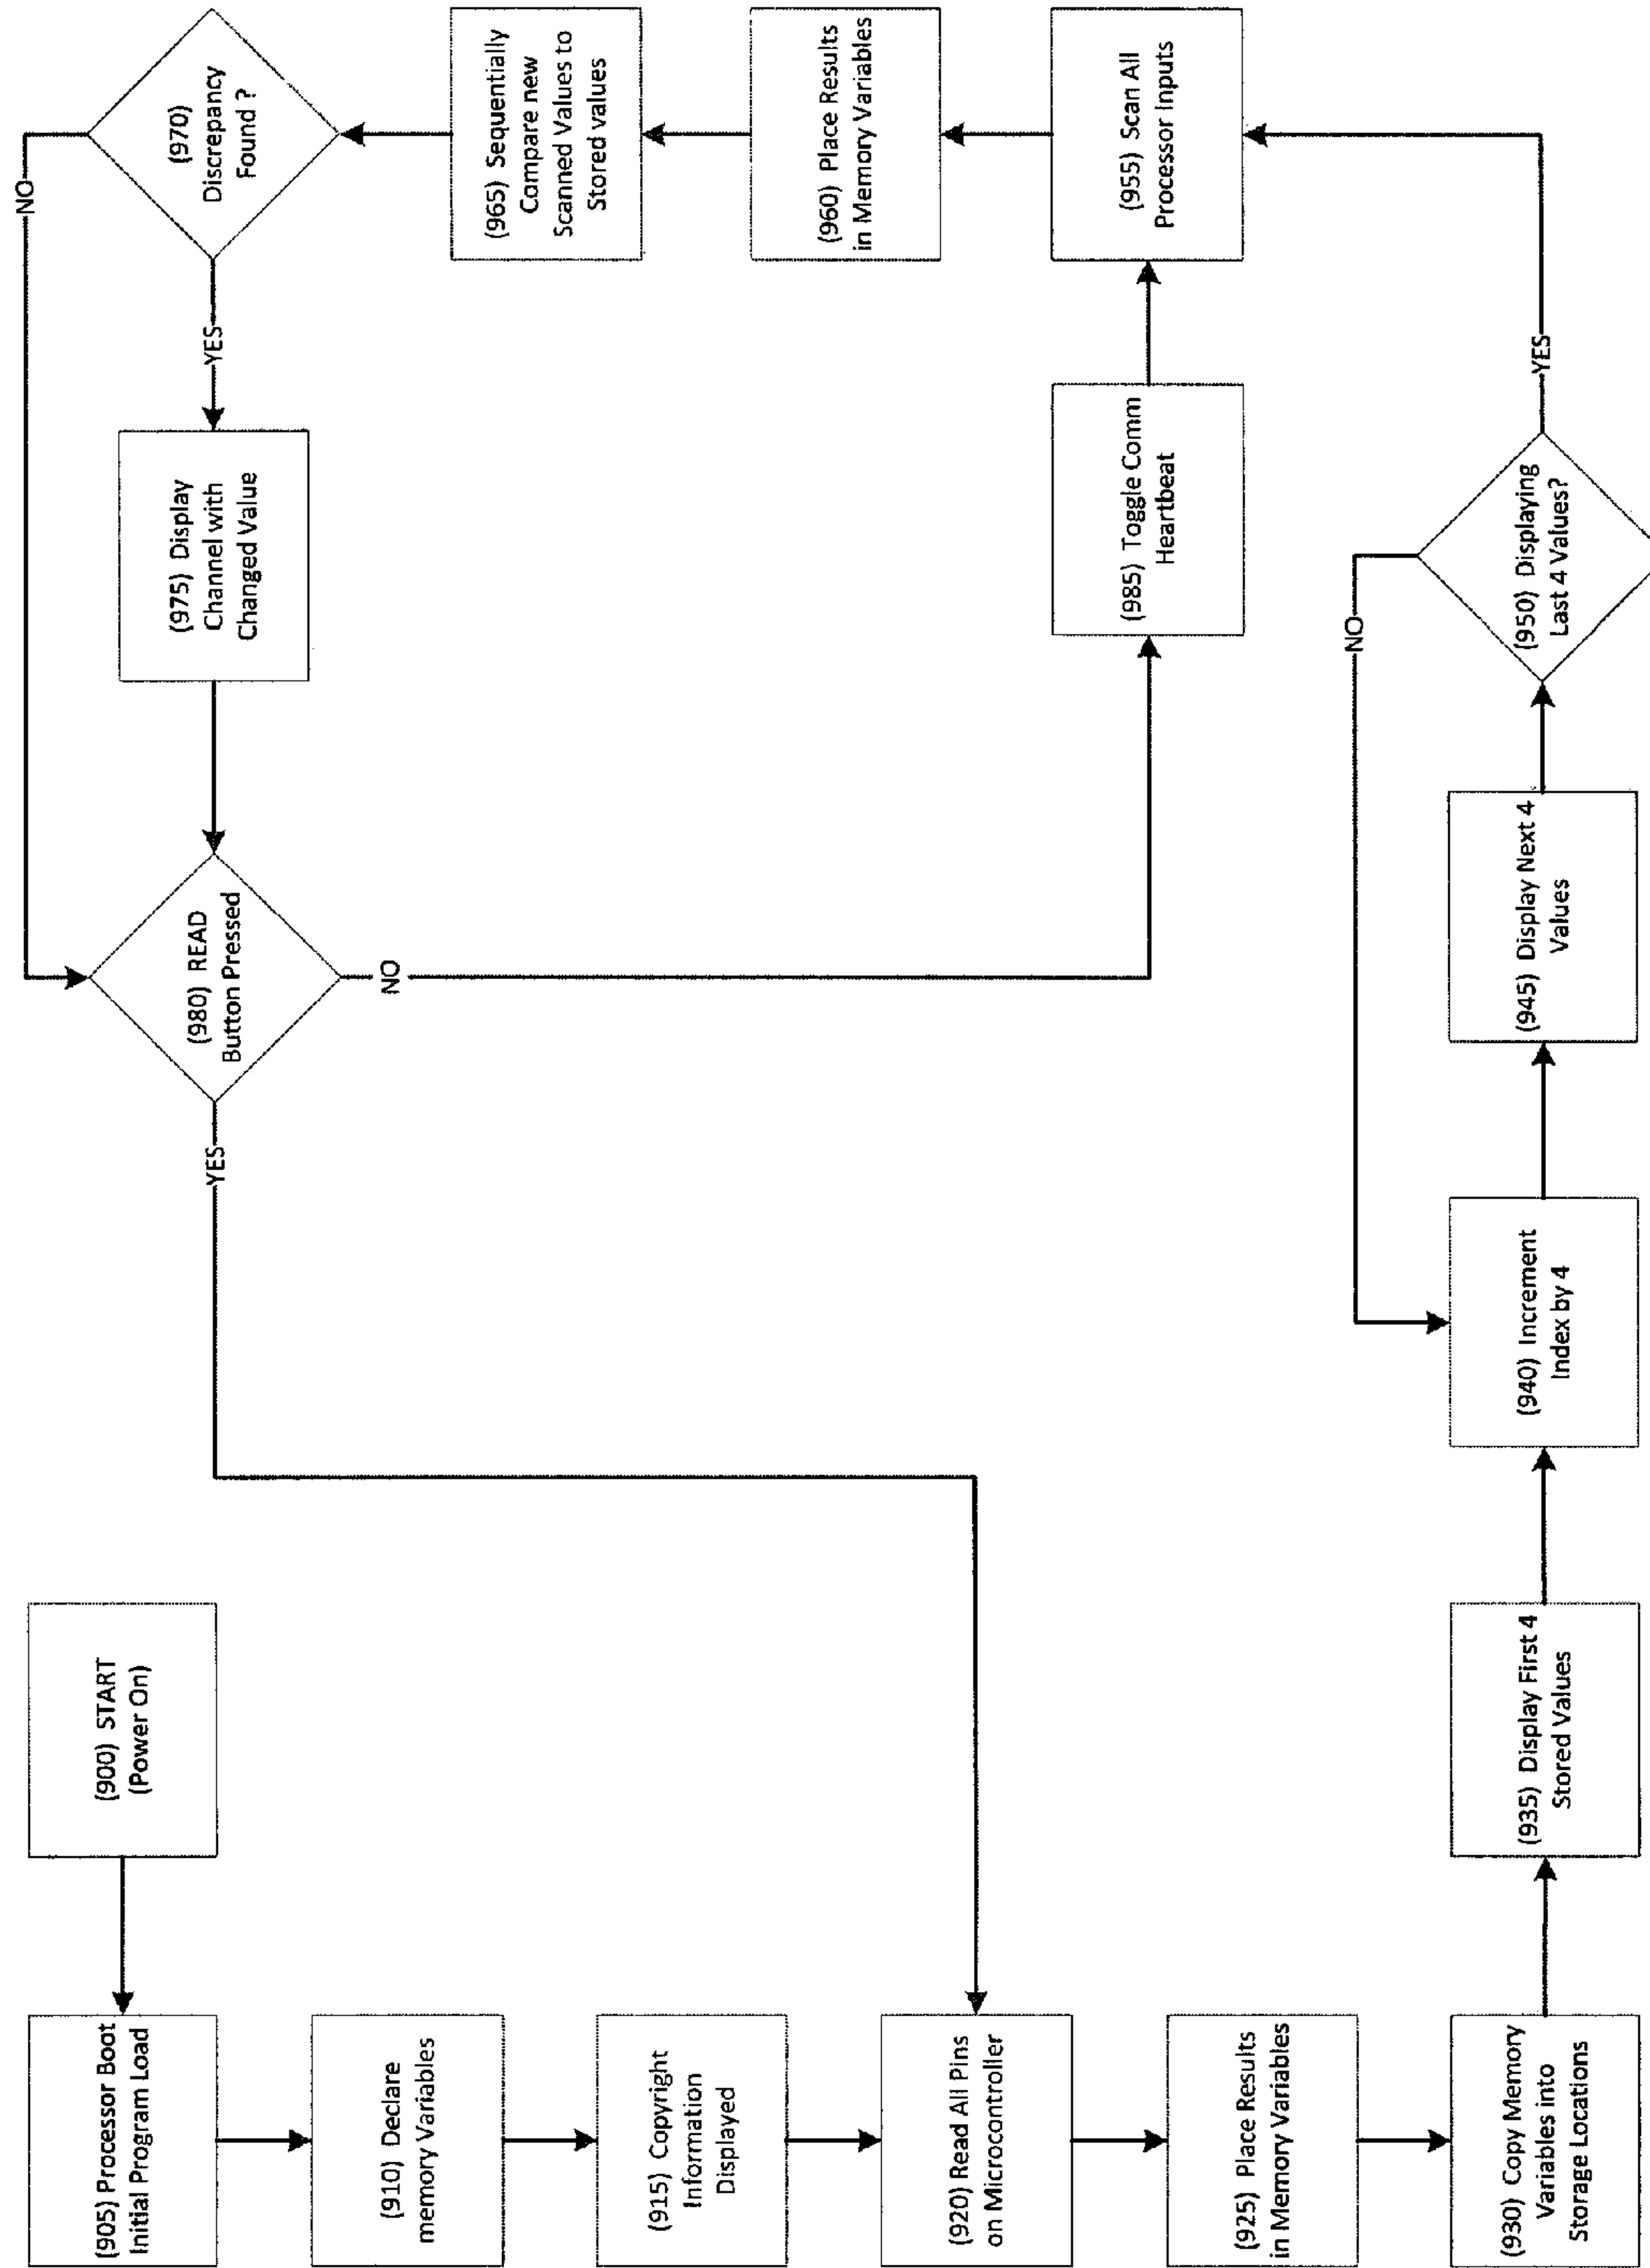 (900) START
(Power On)
(905) Processor Boot
Initial Program Load
(910) Declare
memory Variables
(915) Copyright
Information
Displayed
(920) Read All Pins
on Microcontroller
(925) Place Results
in Memory Variables
(930) Copy Memory
Variables into
Storage Locations
(935) Display First 4
Stored Values
(940) Increment
Index by 4
(945) Display Next 4
Values
(950) Displaying
Last 4 Values?
NO
YES
(955) Scan All
Processor Inputs
(960) Place Results
in Memory Variables
(965) Sequentially
Compare new
Scanned Values to
Stored values
(970)
Discrepancy
Found ?
NO
YES
(975) Display
Channel with
Changed Value
(980) READ
Button Pressed
YES
NO
(985) Toggle Comm
Heartbeat